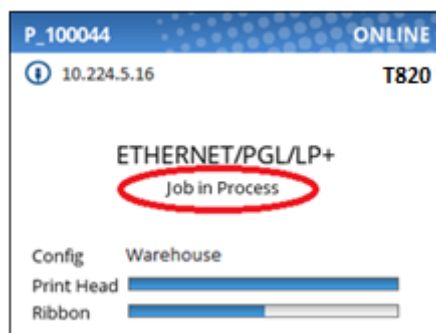 P_100044 ONLINE
10.224.5.16 T820
ETHERNET/PGL/LP+
Job in Process
Config Warehouse
Print Head
Ribbon